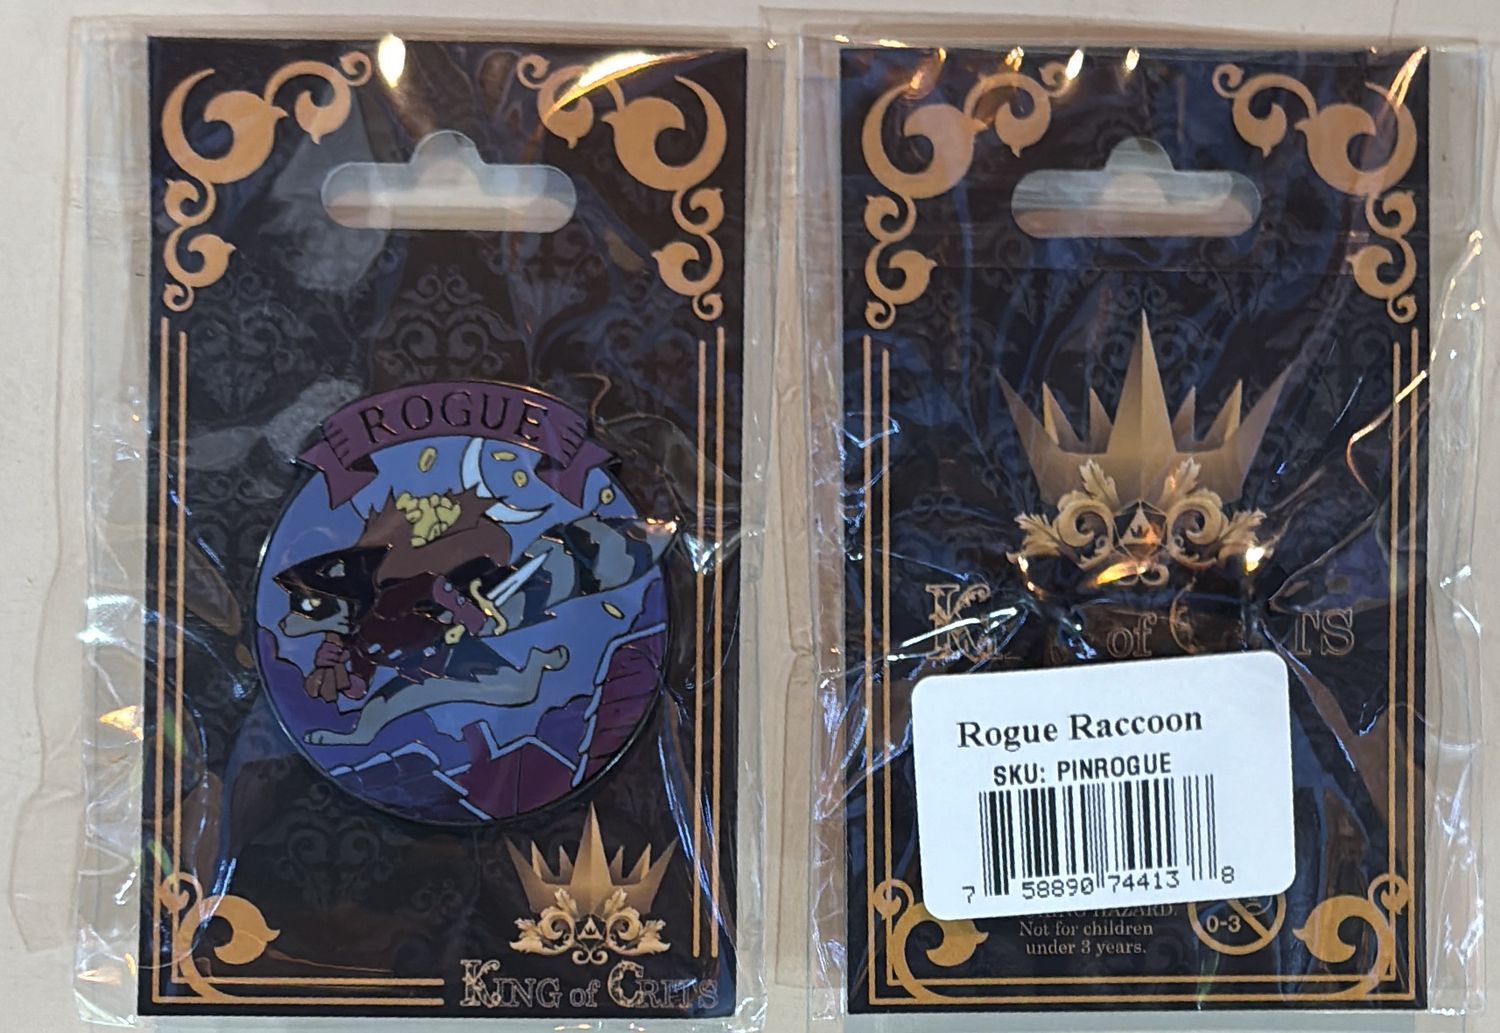 ROGUE
KING OF CRITS
of CRITS
Rogue Raccoon
SKU: PINROGUE
7 58890 74413 8
HAZARD.
Not for children
under 3 years.
0-3